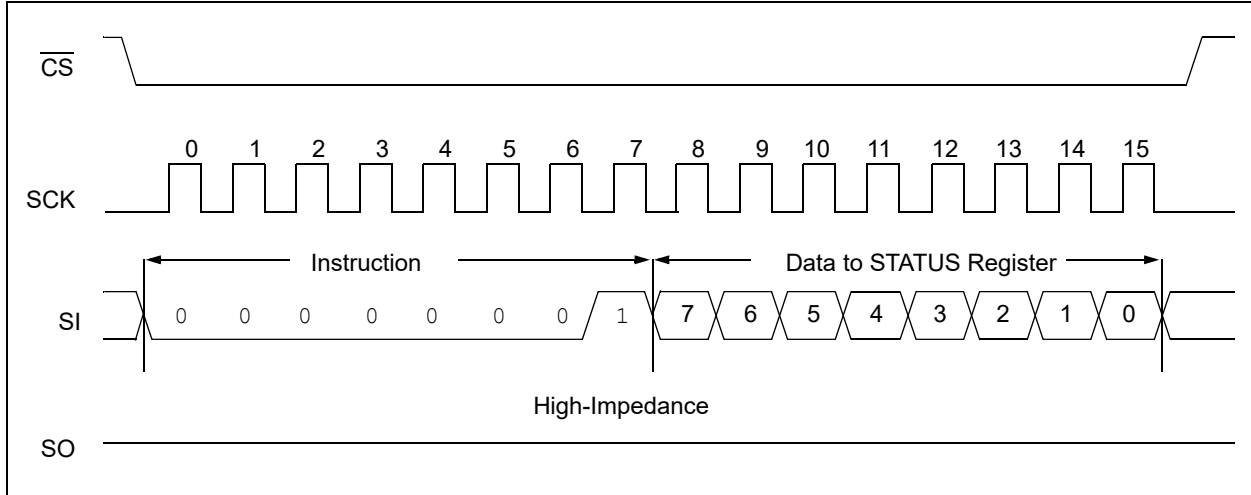 CS
0 1 2 3 4 5 6 7 8 9 10 11 12 13 14 15
SCK
Instruction Data to STATUS Register
SI 0 0 0 0 0 0 0 1 7 6 5 4 3 2 1 0
High-Impedance
SO